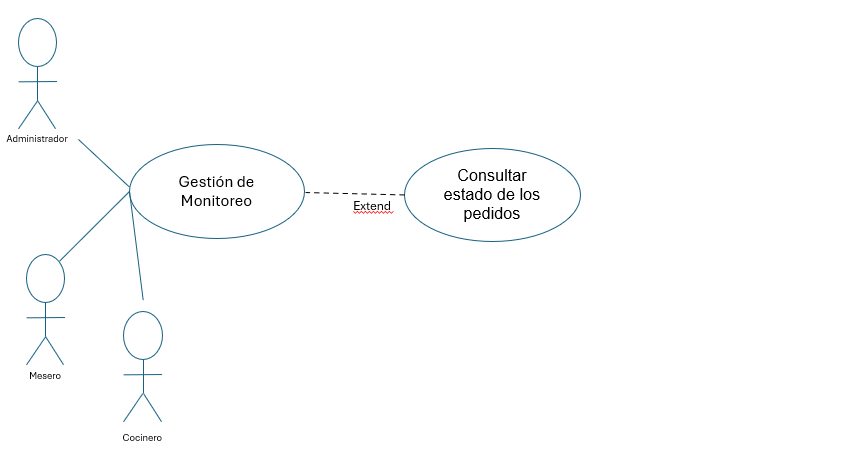 Administrador
Gestión de
Monitoreo
Extend
Consultar
estado de los
pedidos
Mesero
Cocinero